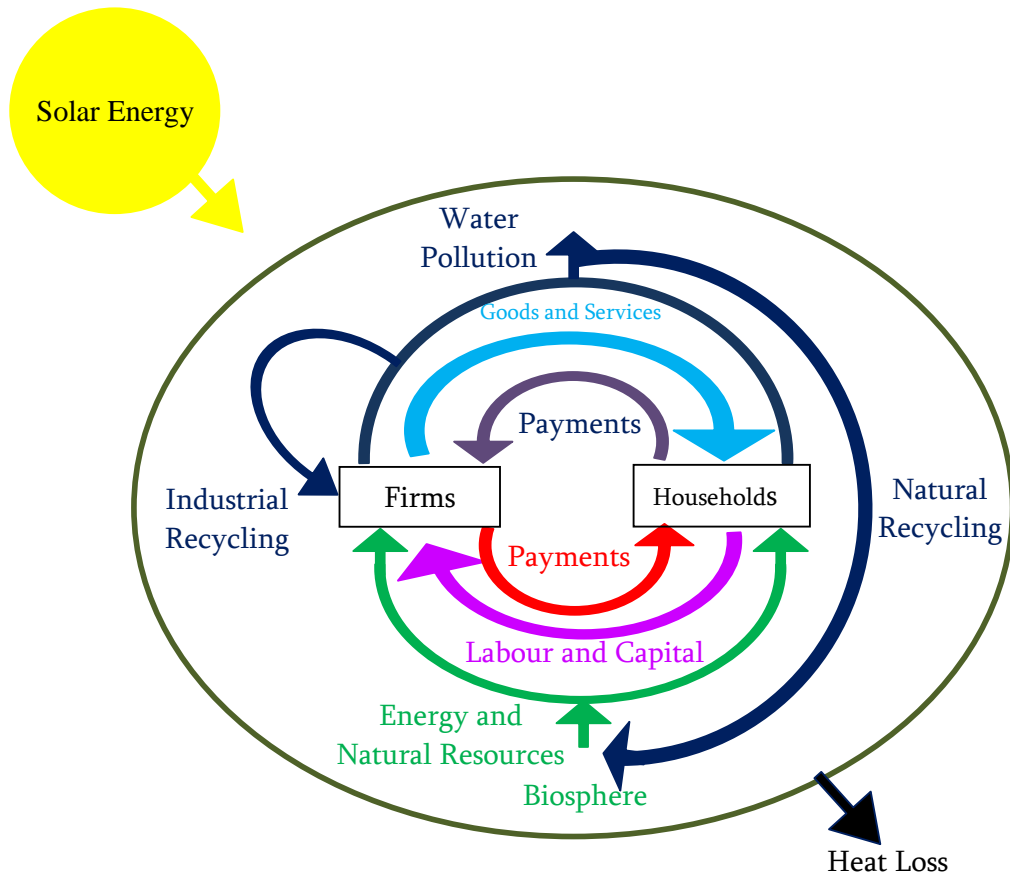 Solar Energy
Water
Pollution
Goods and Services
Payments
Firms
Households
Industrial
Recycling
Natural
Recycling
Payments
Labour and Capital
Energy and
Natural Resources
Biosphere
Heat Loss